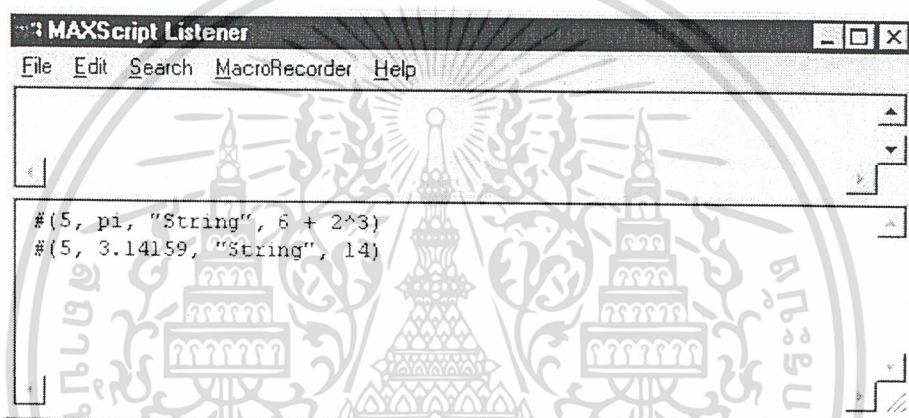 MAXScript Listener
File Edit Search MacroRecorder Help
#(5, pi, "String", 6 + 2^3)
#(5, 3.14159, "String", 14)